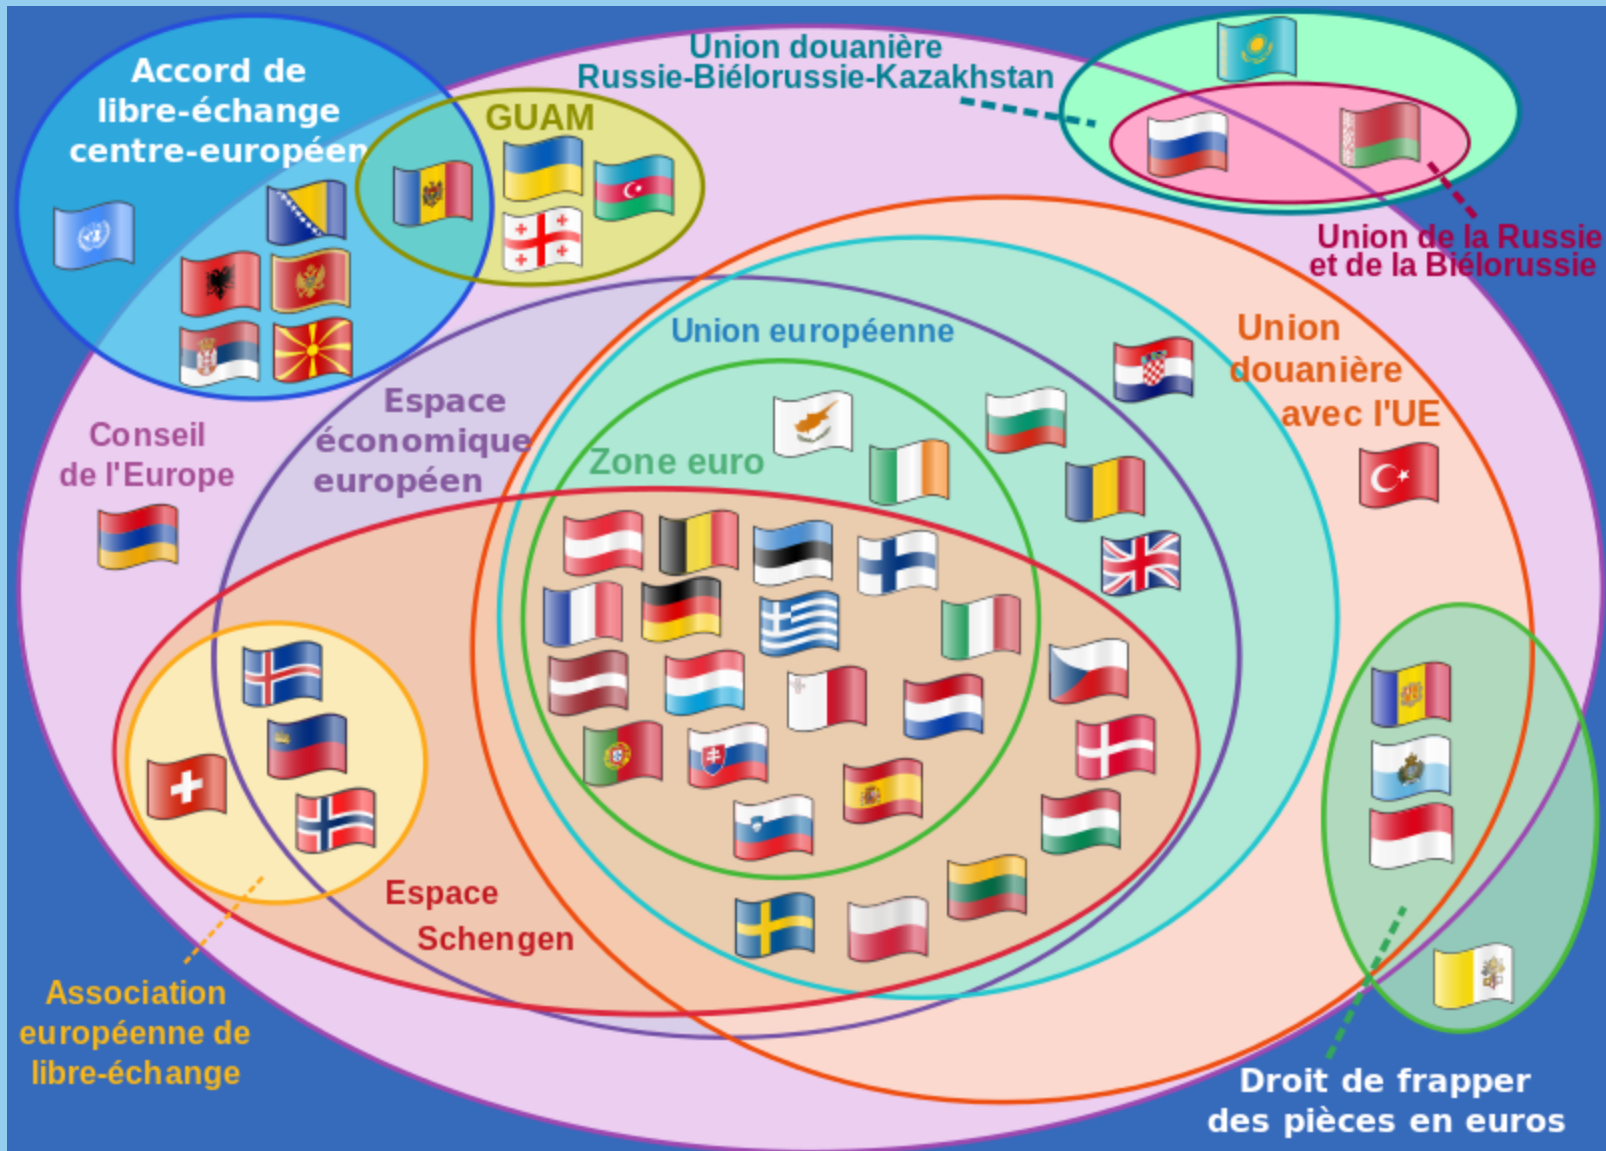 Accord de
libre-échange
centre-européen
GUAM
Union douanière
Russie-Biélorussie-Kazakhstan
Union de la Russie
et de la Biélorussie
Union européenne
Union
douanière
avec l'UE
Espace
économique
européen
Conseil
de l'Europe
Zone euro
Espace
Schengen
Association
européenne de
libre-échange
Droit de frapper
des pièces en euros